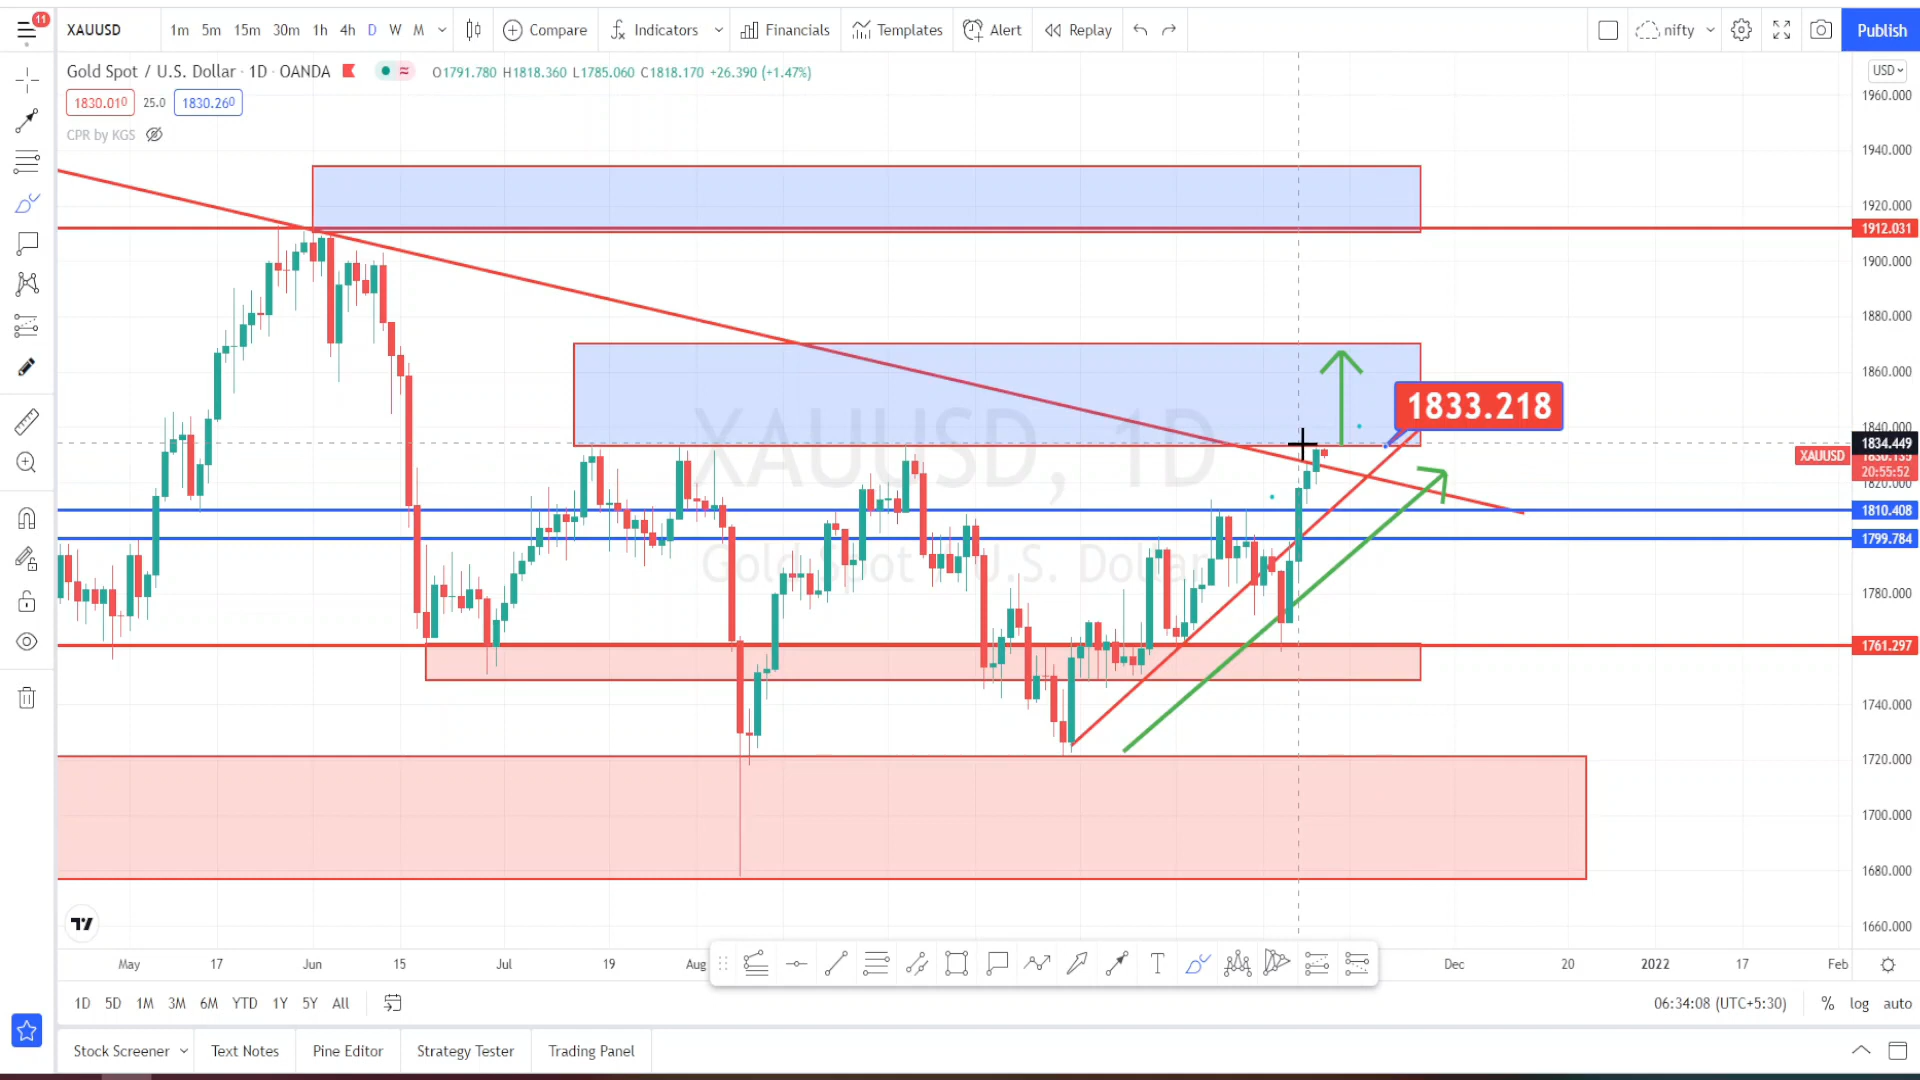 11
XAUUSD 1m 5m 15m 30m 1h 4h D W M Compare Indicators Financials Templates Alert Replay nifty Publish
Gold Spot / U.S. Dollar · 1D · OANDA O1791.780 H1818.360 L1785.060 C1818.170 +26.390 (+1.47%)
USD
1830.010 25.0 1830.260
CPR by KGS
1960.000
1940.000
1920.000
1912.031
1900.000
1880.000
1860.000
1833.218
1840.000
1834.449
XAUUSD 1830.135
20:55:52
1820.000
XAUUSD, 1D
1810.408
1799.784
Gold Spot / U.S. Dollar
1780.000
1761.297
1740.000
1720.000
1700.000
1680.000
1660.000
May 17 Jun 15 Jul 19 Aug Dec 20 2022 17 Feb
1D 5D 1M 3M 6M YTD 1Y 5Y All 06:34:08 (UTC+5:30) % log auto
Stock Screener Text Notes Pine Editor Strategy Tester Trading Panel